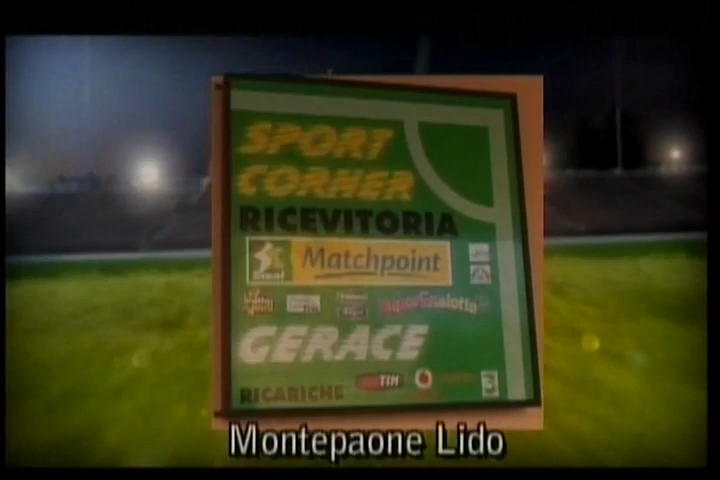 SPORT
CORNER
RICEVITORIA
Matchpoint
SuperEnalotto
GERACE
RICARICHE TIM
Montepaone Lido